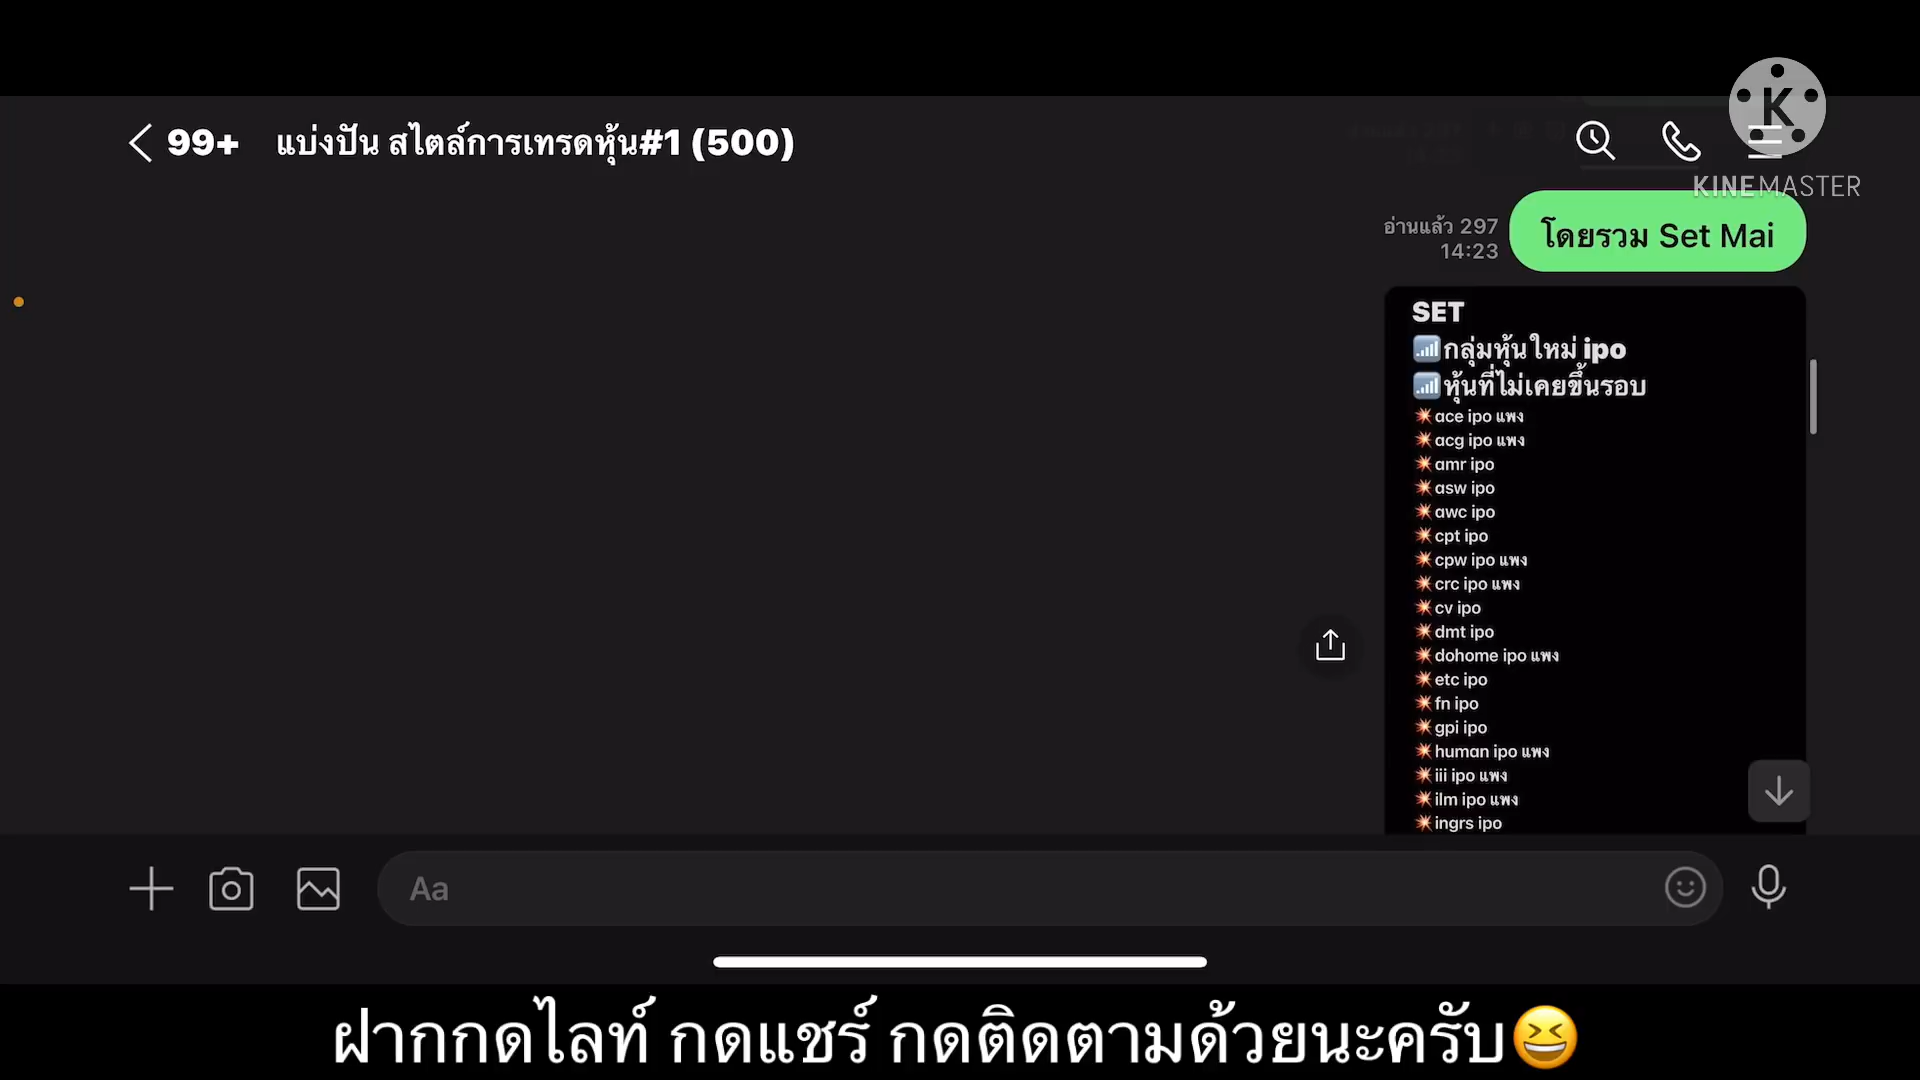 99+ แบ่งปัน สไตล์การเทรดหุ้น#1 (500)
KINEMASTER
อ่านแล้ว 297
14:23
โดยรวม Set Mai
SET
📶กลุ่มหุ้นใหม่ ipo
📶หุ้นที่ไม่เคยขึ้นรอบ
💥ace ipo แพง
💥acg ipo แพง
💥amr ipo
💥asw ipo
💥awc ipo
💥cpt ipo
💥cpw ipo แพง
💥crc ipo แพง
💥cv ipo
💥dmt ipo
💥dohome ipo แพง
💥etc ipo
💥fn ipo
💥gpi ipo
💥human ipo แพง
💥iii ipo แพง
💥ilm ipo แพง
💥ingrs ipo
Aa
ฝากกดไลท์ กดแชร์ กดติดตามด้วยนะครับ😆